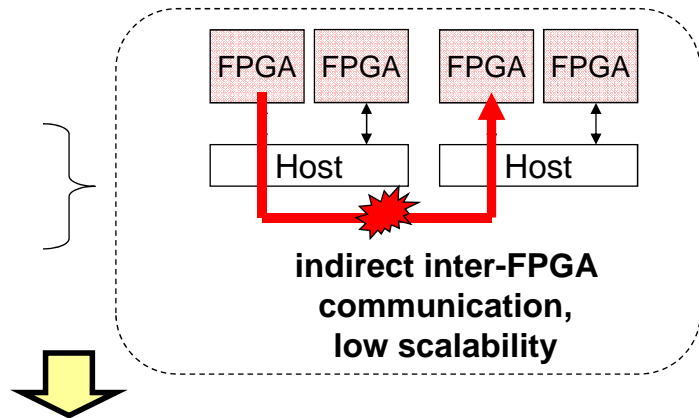 FPGA FPGA FPGA FPGA
Host Host
indirect inter-FPGA
communication,
low scalability